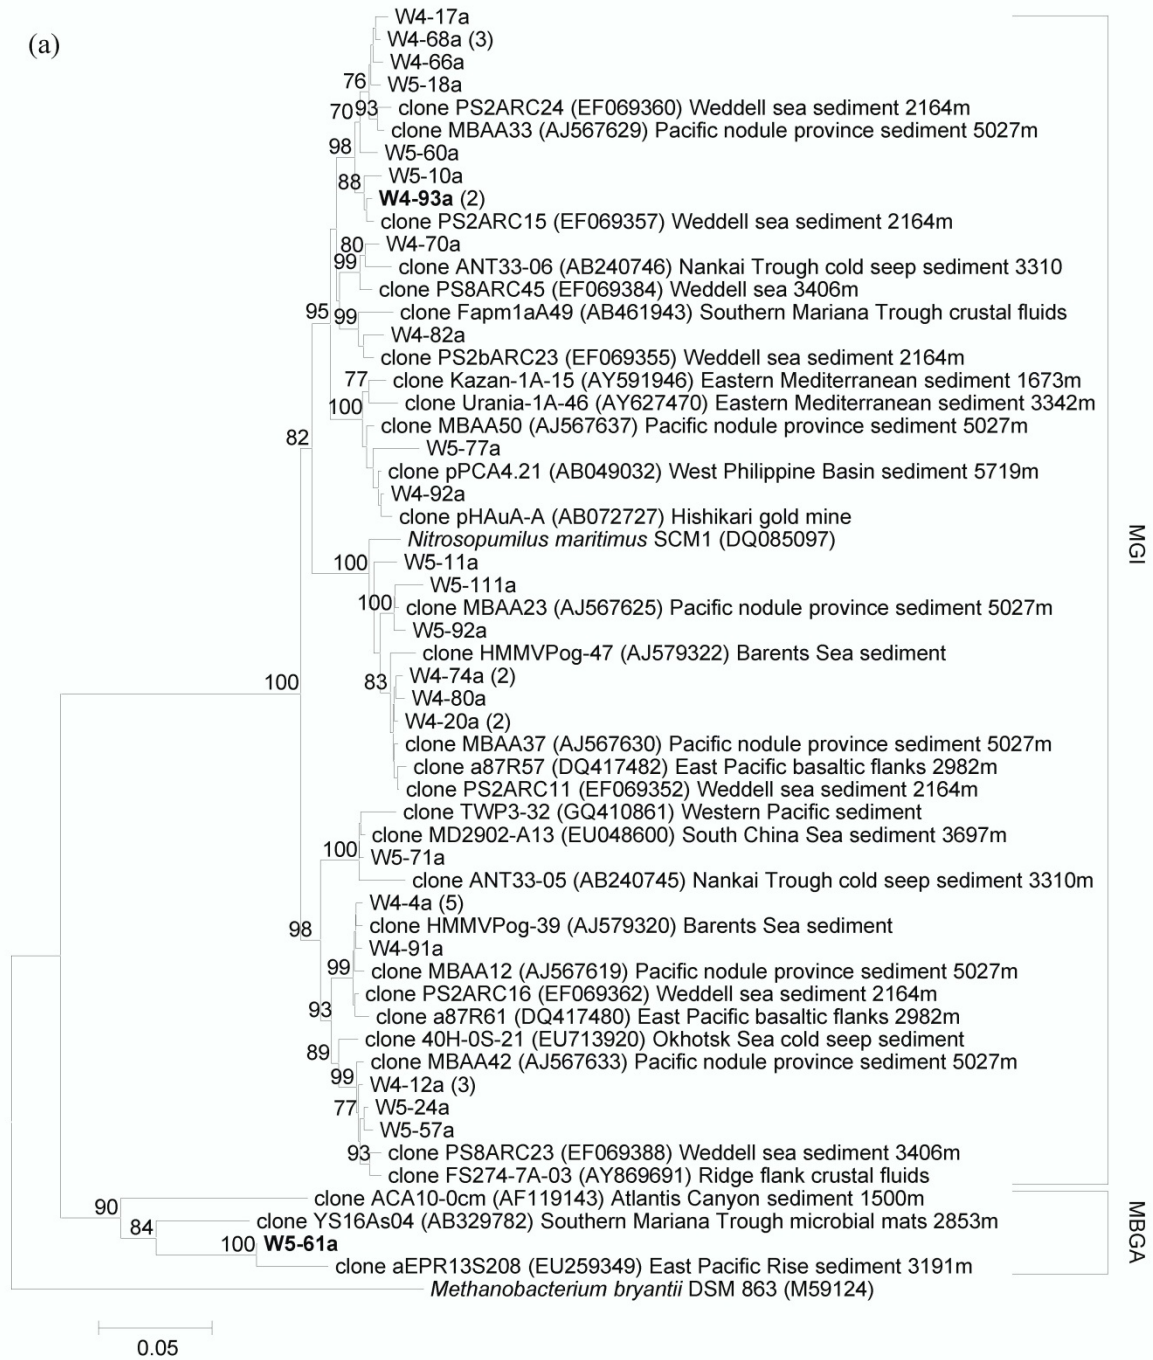 (a)
W4-17a
W4-68a (3)
W4-66a
76
W5-18a
70
93
clone PS2ARC24 (EF069360) Weddell sea sediment 2164m
clone MBAA33 (AJ567629) Pacific nodule province sediment 5027m
98
W5-60a
88
W5-10a
W4-93a (2)
clone PS2ARC15 (EF069357) Weddell sea sediment 2164m
80
W4-70a
99
clone ANT33-06 (AB240746) Nankai Trough cold seep sediment 3310
clone PS8ARC45 (EF069384) Weddell sea 3406m
95
99
clone Fapm1aA49 (AB461943) Southern Mariana Trough crustal fluids
W4-82a
clone PS2bARC23 (EF069355) Weddell sea sediment 2164m
77
clone Kazan-1A-15 (AY591946) Eastern Mediterranean sediment 1673m
100
clone Urania-1A-46 (AY627470) Eastern Mediterranean sediment 3342m
clone MBAA50 (AJ567637) Pacific nodule province sediment 5027m
82
W5-77a
clone pPCA4.21 (AB049032) West Philippine Basin sediment 5719m
W4-92a
clone pHAuA-A (AB072727) Hishikari gold mine
Nitrosopumilus maritimus SCM1 (DQ085097)
MGI
100
W5-11a
W5-111a
100
clone MBAA23 (AJ567625) Pacific nodule province sediment 5027m
W5-92a
clone HMMVPog-47 (AJ579322) Barents Sea sediment
100
83
W4-74a (2)
W4-80a
W4-20a (2)
clone MBAA37 (AJ567630) Pacific nodule province sediment 5027m
clone a87R57 (DQ417482) East Pacific basaltic flanks 2982m
clone PS2ARC11 (EF069352) Weddell sea sediment 2164m
clone TWP3-32 (GQ410861) Western Pacific sediment
clone MD2902-A13 (EU048600) South China Sea sediment 3697m
100
W5-71a
clone ANT33-05 (AB240745) Nankai Trough cold seep sediment 3310m
W4-4a (5)
98
clone HMMVPog-39 (AJ579320) Barents Sea sediment
W4-91a
99
clone MBAA12 (AJ567619) Pacific nodule province sediment 5027m
clone PS2ARC16 (EF069362) Weddell sea sediment 2164m
93
clone a87R61 (DQ417480) East Pacific basaltic flanks 2982m
clone 40H-0S-21 (EU713920) Okhotsk Sea cold seep sediment
89
clone MBAA42 (AJ567633) Pacific nodule province sediment 5027m
99
W4-12a (3)
77
W5-24a
W5-57a
93
clone PS8ARC23 (EF069388) Weddell sea sediment 3406m
clone FS274-7A-03 (AY869691) Ridge flank crustal fluids
90
clone ACA10-0cm (AF119143) Atlantis Canyon sediment 1500m
84
clone YS16As04 (AB329782) Southern Mariana Trough microbial mats 2853m
MBGA
100
W5-61a
clone aEPR13S208 (EU259349) East Pacific Rise sediment 3191m
Methanobacterium bryantii DSM 863 (M59124)
0.05